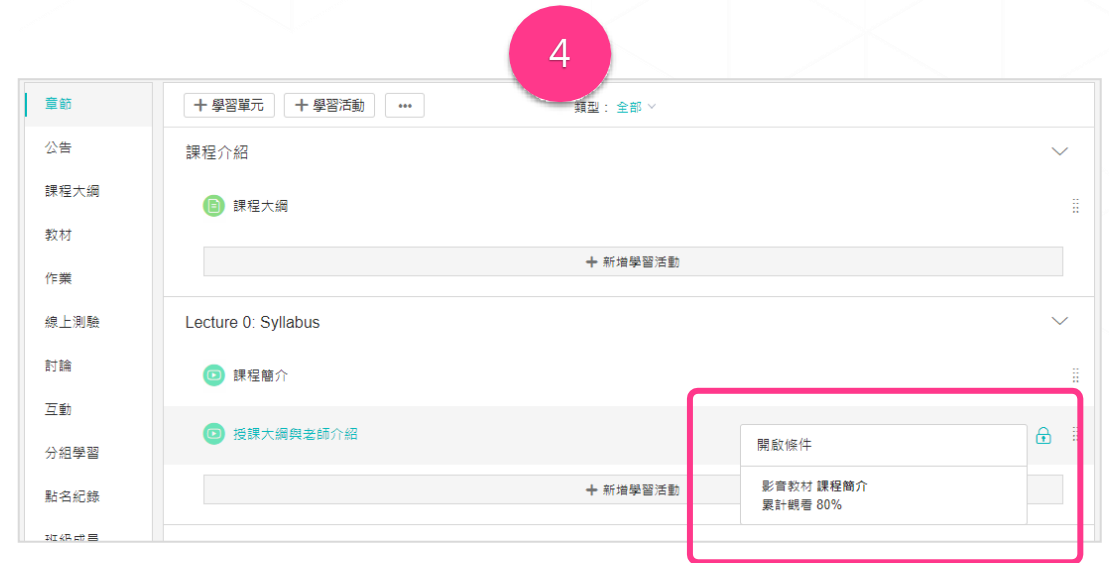 4
章節
公告
課程大綱
教材
作業
線上測驗
討論
互動
分組學習
點名紀錄
班級成員
+ 學習單元 + 學習活動 •••
類型： 全部
課程介紹
課程大綱
+ 新增學習活動
Lecture 0: Syllabus
課程簡介
授課大綱與老師介紹
+ 新增學習活動
開啟條件
影音教材 課程簡介
累計觀看 80%